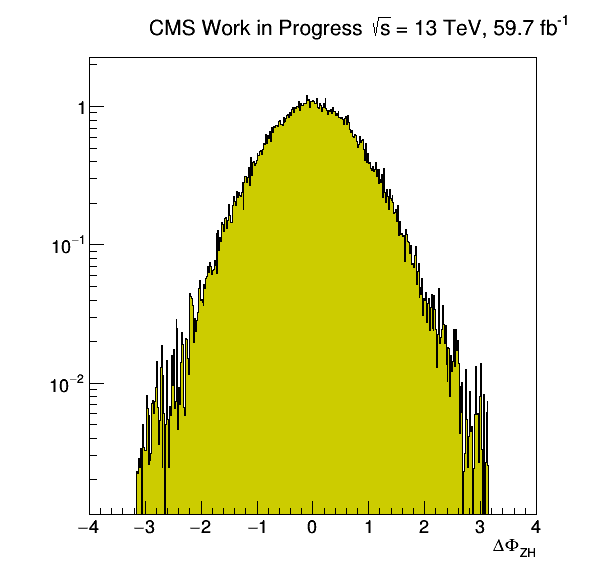 CMS Work in Progress √s = 13 TeV, 59.7 fb⁻¹
1
10⁻¹
10⁻²
−4 −3 −2 −1 0 1 2 3 4
ΔΦ_ZH